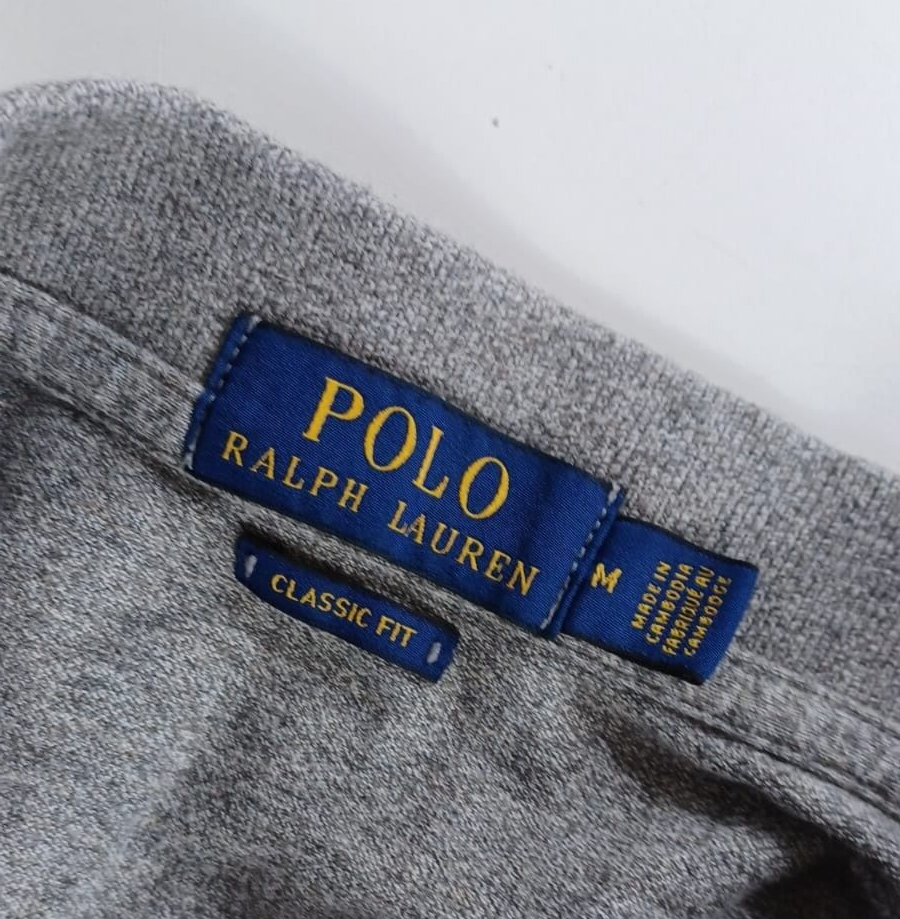 POLO
RALPH LAUREN
M
MADE IN
CAMBODIA
FABRIQUÉ AU
CAMBODGE
CLASSIC FIT